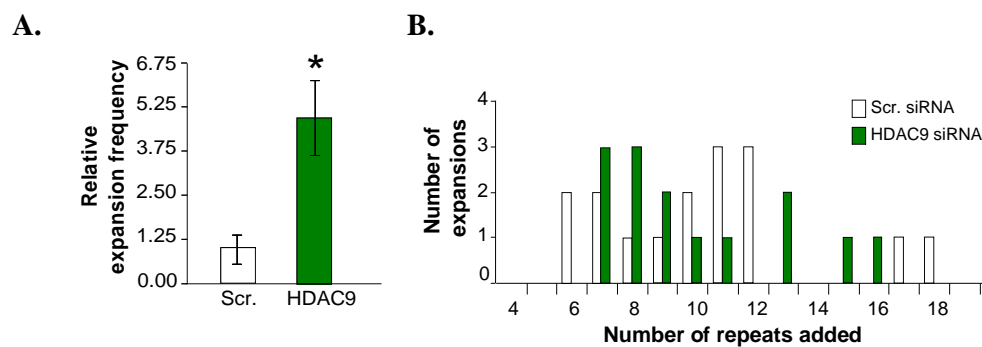 A.
B.
Relative
expansion frequency
6.75
5.25
3.75
2.50
1.25
0.00
*
Scr.
HDAC9
Number of
expansions
4
3
2
1
0
Scr. siRNA
HDAC9 siRNA
4 6 8 10 12 14 16 18
Number of repeats added